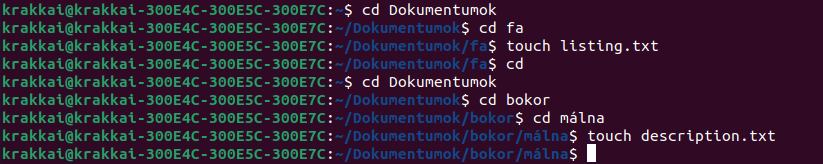 krakkai@krakkai-300E4C-300E5C-300E7C:~$ cd Dokumentumok
krakkai@krakkai-300E4C-300E5C-300E7C:~/Dokumentumok$ cd fa
krakkai@krakkai-300E4C-300E5C-300E7C:~/Dokumentumok/fa$ touch listing.txt
krakkai@krakkai-300E4C-300E5C-300E7C:~/Dokumentumok/fa$ cd
krakkai@krakkai-300E4C-300E5C-300E7C:~$ cd Dokumentumok
krakkai@krakkai-300E4C-300E5C-300E7C:~/Dokumentumok$ cd bokor
krakkai@krakkai-300E4C-300E5C-300E7C:~/Dokumentumok/bokor$ cd málna
krakkai@krakkai-300E4C-300E5C-300E7C:~/Dokumentumok/bokor/málna$ touch description.txt
krakkai@krakkai-300E4C-300E5C-300E7C:~/Dokumentumok/bokor/málna$